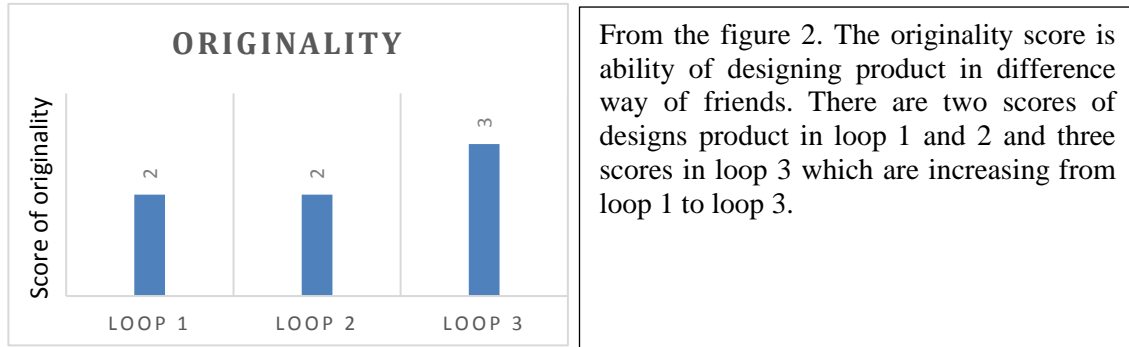 ORIGINALITY
Score of originality
2
2
3
LOOP 1
LOOP 2
LOOP 3
From the figure 2. The originality score is
ability of designing product in difference
way of friends. There are two scores of
designs product in loop 1 and 2 and three
scores in loop 3 which are increasing from
loop 1 to loop 3.